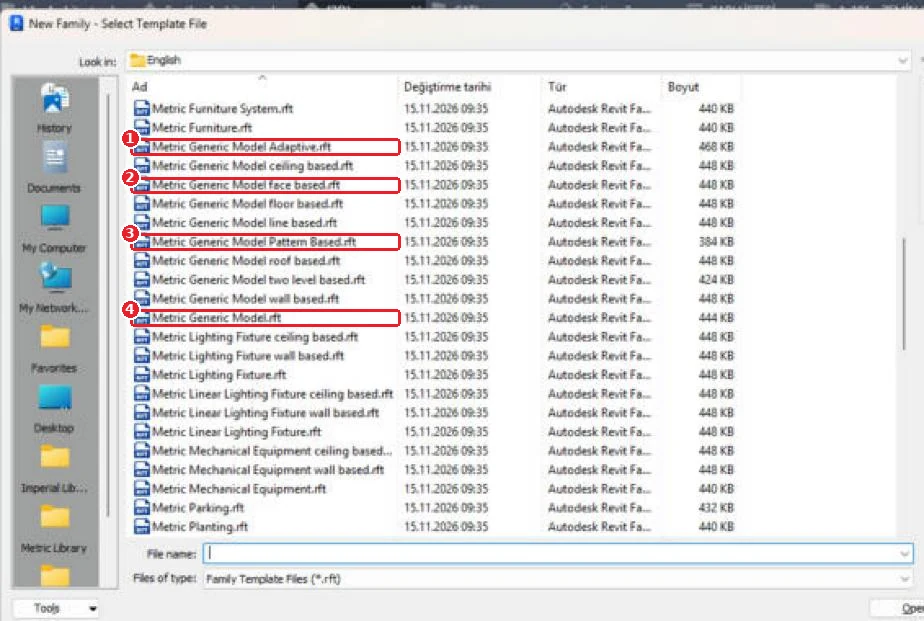 New Family - Select Template File
Look in: English
Ad Değiştirme tarihi Tür Boyut
Metric Furniture System.rft 15.11.2026 09:35 Autodesk Revit Fa... 440 KB
Metric Furniture.rft 15.11.2026 09:35 Autodesk Revit Fa... 440 KB
1 Metric Generic Model Adaptive.rft 15.11.2026 09:35 Autodesk Revit Fa... 468 KB
Metric Generic Model ceiling based.rft 15.11.2026 09:35 Autodesk Revit Fa... 448 KB
2 Metric Generic Model face based.rft 15.11.2026 09:35 Autodesk Revit Fa... 448 KB
Metric Generic Model floor based.rft 15.11.2026 09:35 Autodesk Revit Fa... 448 KB
Metric Generic Model line based.rft 15.11.2026 09:35 Autodesk Revit Fa... 448 KB
3 Metric Generic Model Pattern Based.rft 15.11.2026 09:35 Autodesk Revit Fa... 384 KB
Metric Generic Model roof based.rft 15.11.2026 09:35 Autodesk Revit Fa... 448 KB
Metric Generic Model two level based.rft 15.11.2026 09:35 Autodesk Revit Fa... 424 KB
Metric Generic Model wall based.rft 15.11.2026 09:35 Autodesk Revit Fa... 448 KB
4 Metric Generic Model.rft 15.11.2026 09:35 Autodesk Revit Fa... 444 KB
Metric Lighting Fixture ceiling based.rft 15.11.2026 09:35 Autodesk Revit Fa... 448 KB
Metric Lighting Fixture wall based.rft 15.11.2026 09:35 Autodesk Revit Fa... 448 KB
Metric Lighting Fixture.rft 15.11.2026 09:35 Autodesk Revit Fa... 448 KB
Metric Linear Lighting Fixture ceiling based.rft 15.11.2026 09:35 Autodesk Revit Fa... 448 KB
Metric Linear Lighting Fixture wall based.rft 15.11.2026 09:35 Autodesk Revit Fa... 448 KB
Metric Linear Lighting Fixture.rft 15.11.2026 09:35 Autodesk Revit Fa... 448 KB
Metric Mechanical Equipment ceiling based... 15.11.2026 09:35 Autodesk Revit Fa... 448 KB
Metric Mechanical Equipment wall based.rft 15.11.2026 09:35 Autodesk Revit Fa... 448 KB
Metric Mechanical Equipment.rft 15.11.2026 09:35 Autodesk Revit Fa... 440 KB
Metric Parking.rft 15.11.2026 09:35 Autodesk Revit Fa... 432 KB
Metric Planting.rft 15.11.2026 09:35 Autodesk Revit Fa... 440 KB
History
Documents
My Computer
My Network...
Favorites
Desktop
Imperial Lib...
Metric Library
File name:
Files of type: Family Template Files (*.rft)
Tools Ope